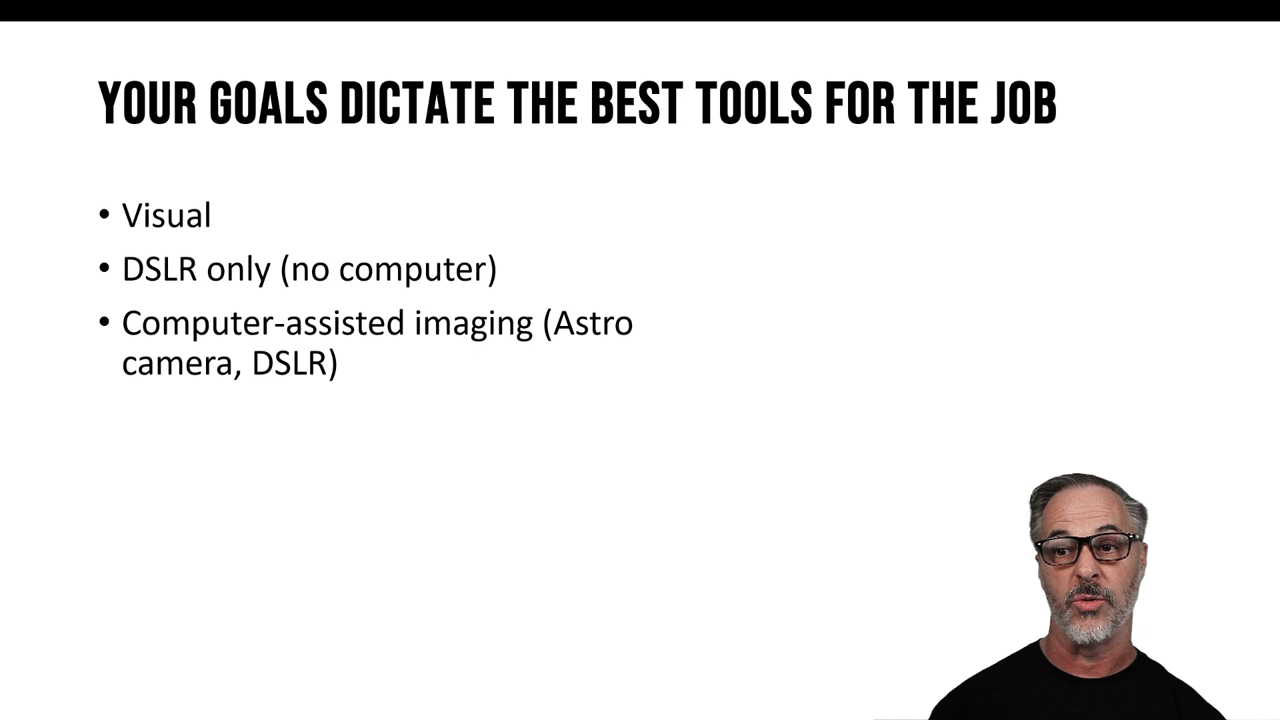 YOUR GOALS DICTATE THE BEST TOOLS FOR THE JOB
• Visual
• DSLR only (no computer)
• Computer-assisted imaging (Astro
camera, DSLR)